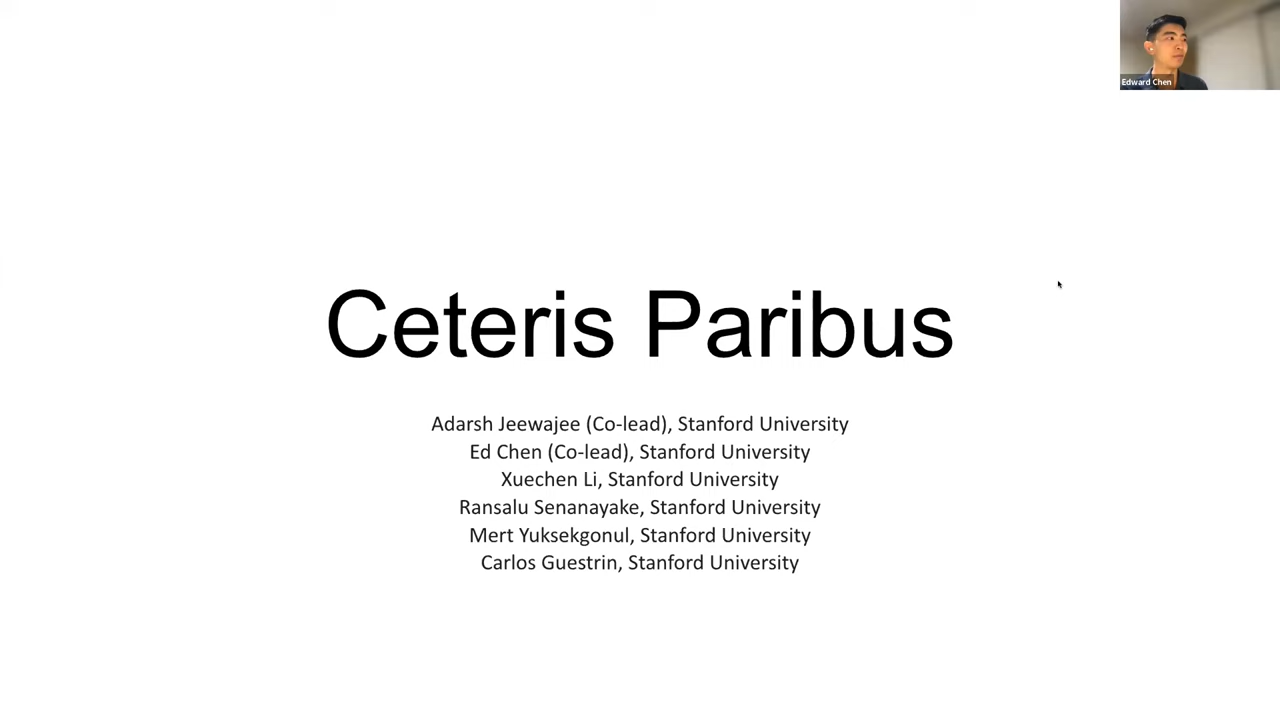 Edward Chen
Ceteris Paribus
Adarsh Jeewajee (Co-lead), Stanford University
Ed Chen (Co-lead), Stanford University
Xuechen Li, Stanford University
Ransalu Senanayake, Stanford University
Mert Yuksekgonul, Stanford University
Carlos Guestrin, Stanford University